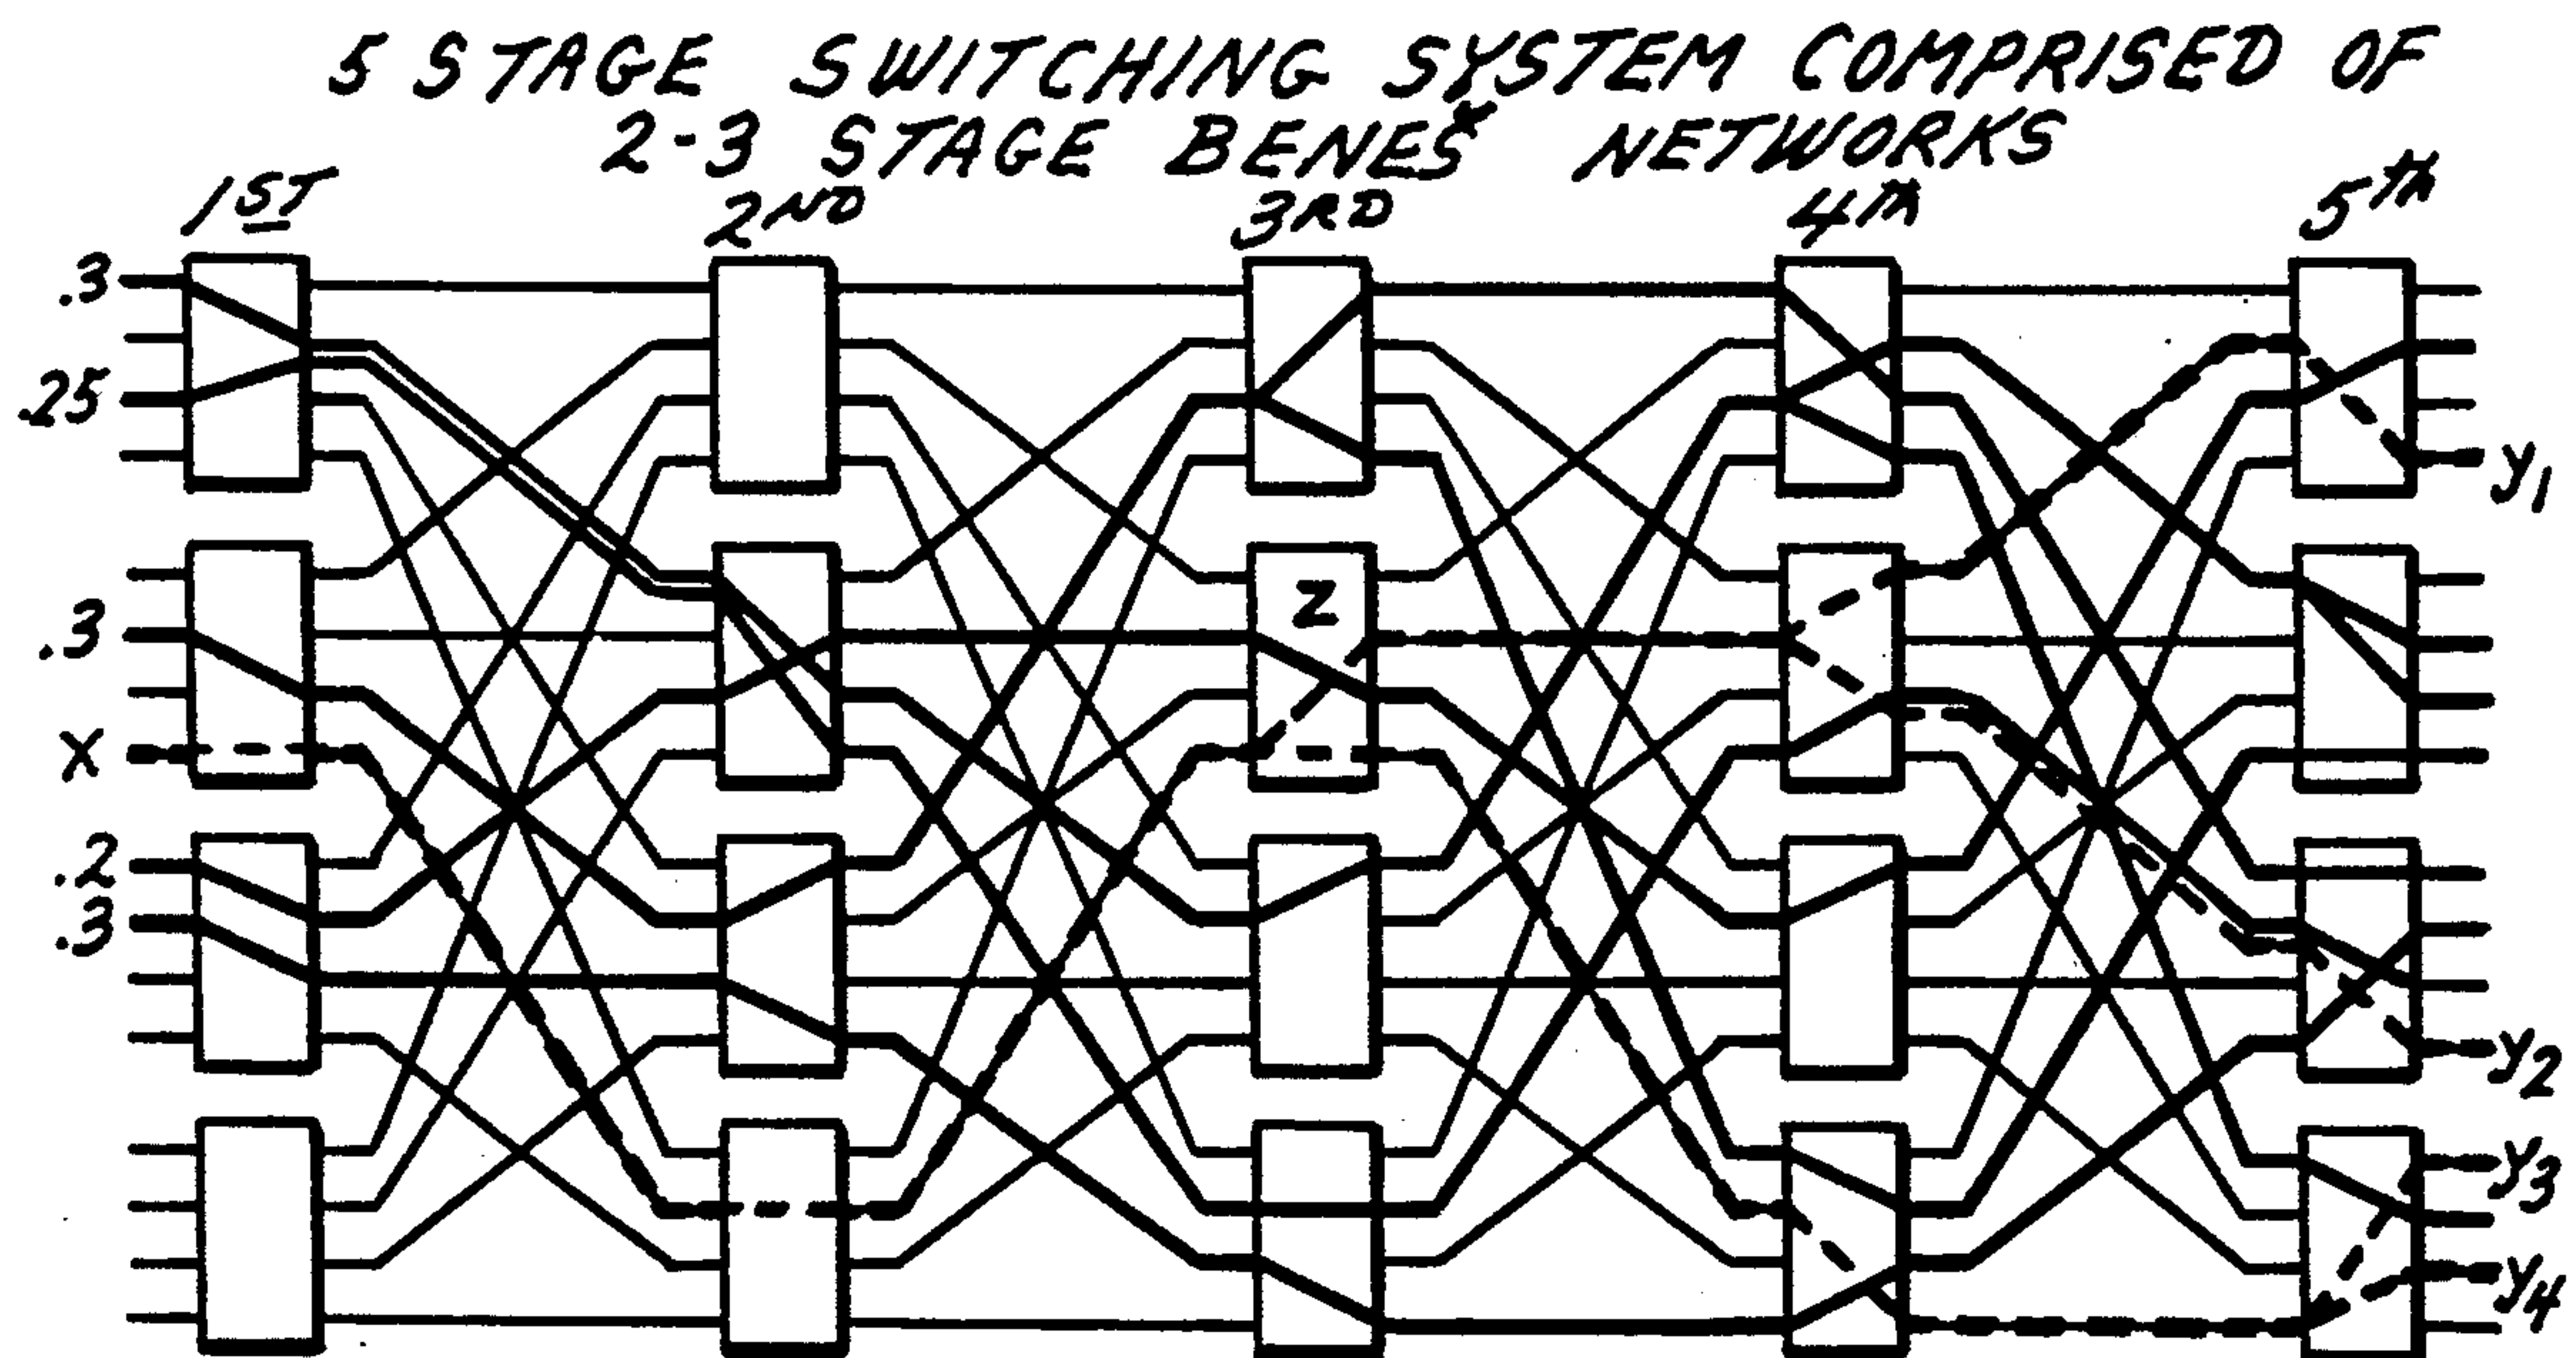 5 STAGE SWITCHING SYSTEM COMPRISED OF
2-3 STAGE BENEŠ NETWORKS
1ST 2ND 3RD 4th 5th
.3
.25
y1
Z
.3
X
.2
.3
y2
y3
y4